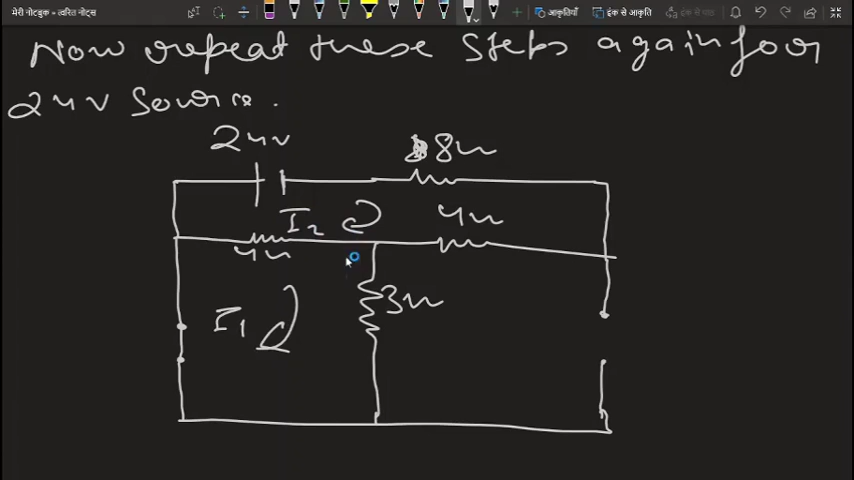 मेरी नोटबुक » त्वरित नोट्स
आकृतियाँ
इंक से आकृति
Now repeat these steps again for
24v source.
24v
8Ω
I₂
4Ω
4Ω
3Ω
I₁